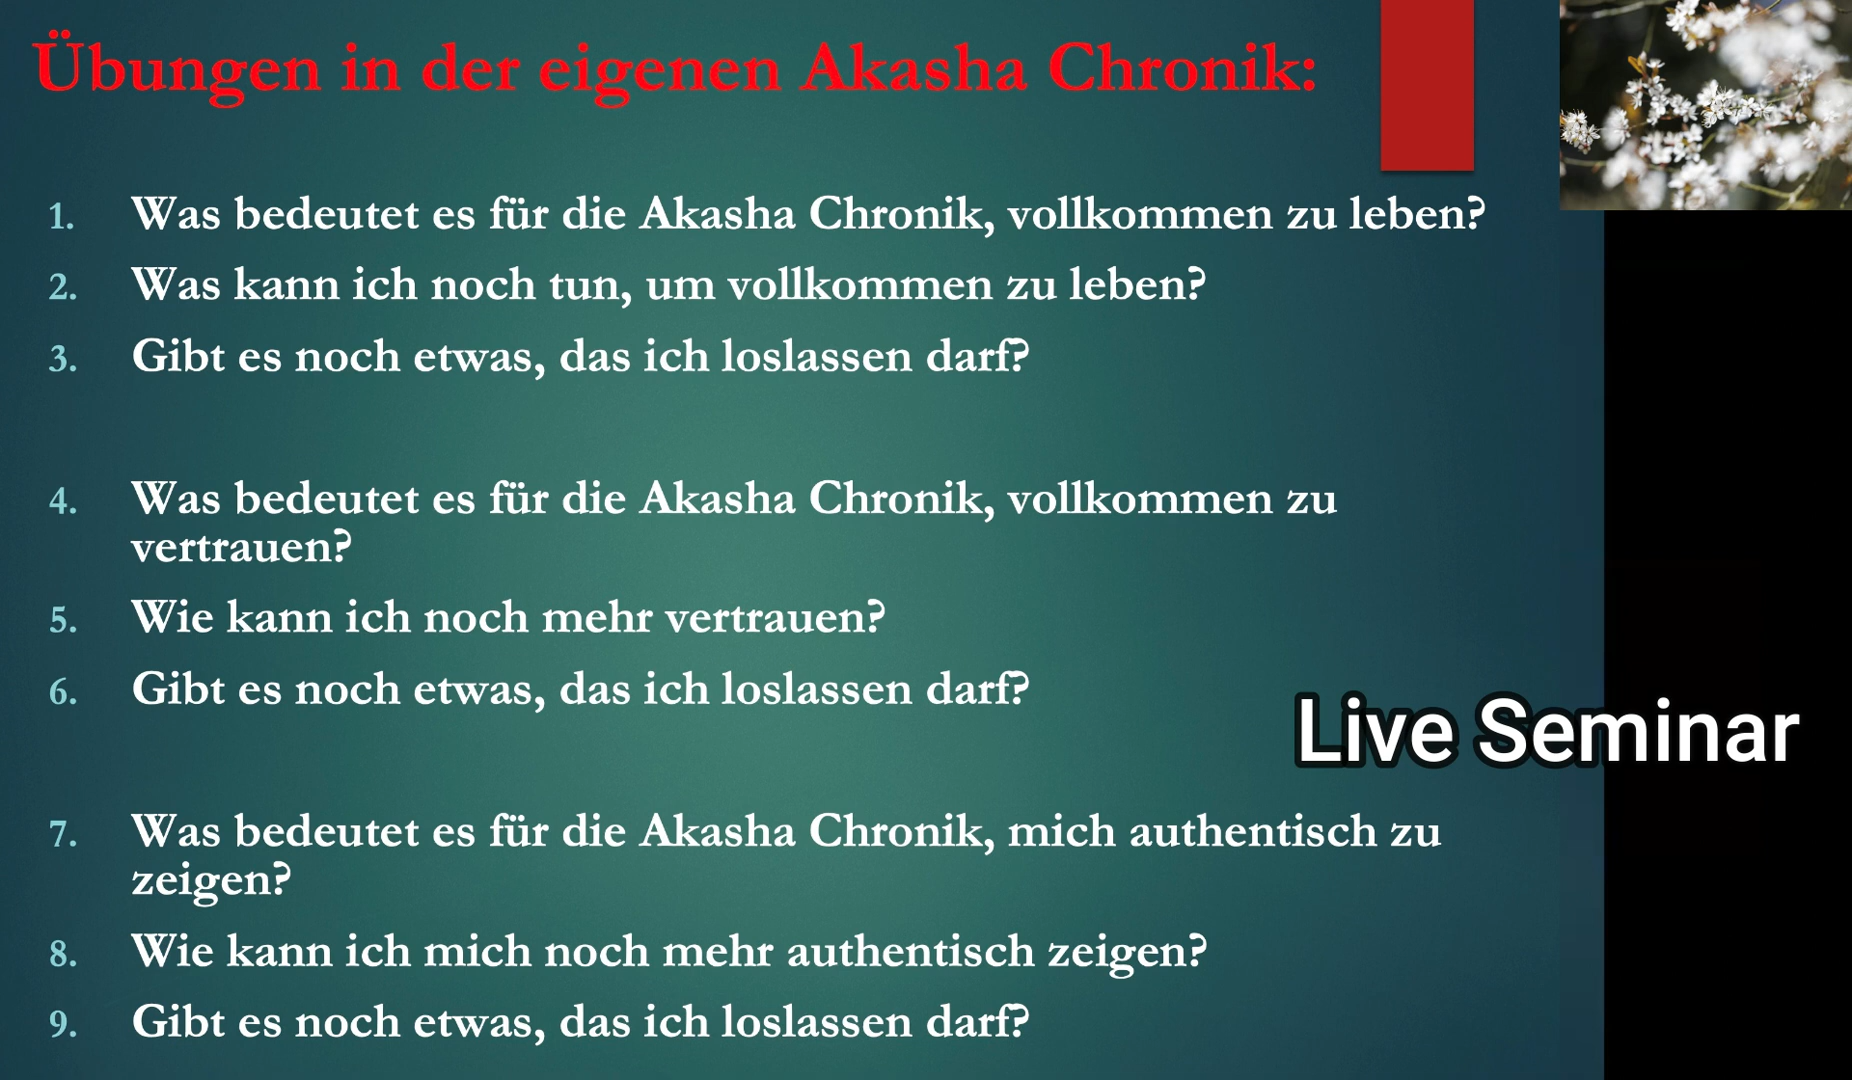 Übungen in der eigenen Akasha Chronik:
1. Was bedeutet es für die Akasha Chronik, vollkommen zu leben?
2. Was kann ich noch tun, um vollkommen zu leben?
3. Gibt es noch etwas, das ich loslassen darf?
4. Was bedeutet es für die Akasha Chronik, vollkommen zu
vertrauen?
5. Wie kann ich noch mehr vertrauen?
6. Gibt es noch etwas, das ich loslassen darf?
Live Seminar
7. Was bedeutet es für die Akasha Chronik, mich authentisch zu
zeigen?
8. Wie kann ich mich noch mehr authentisch zeigen?
9. Gibt es noch etwas, das ich loslassen darf?